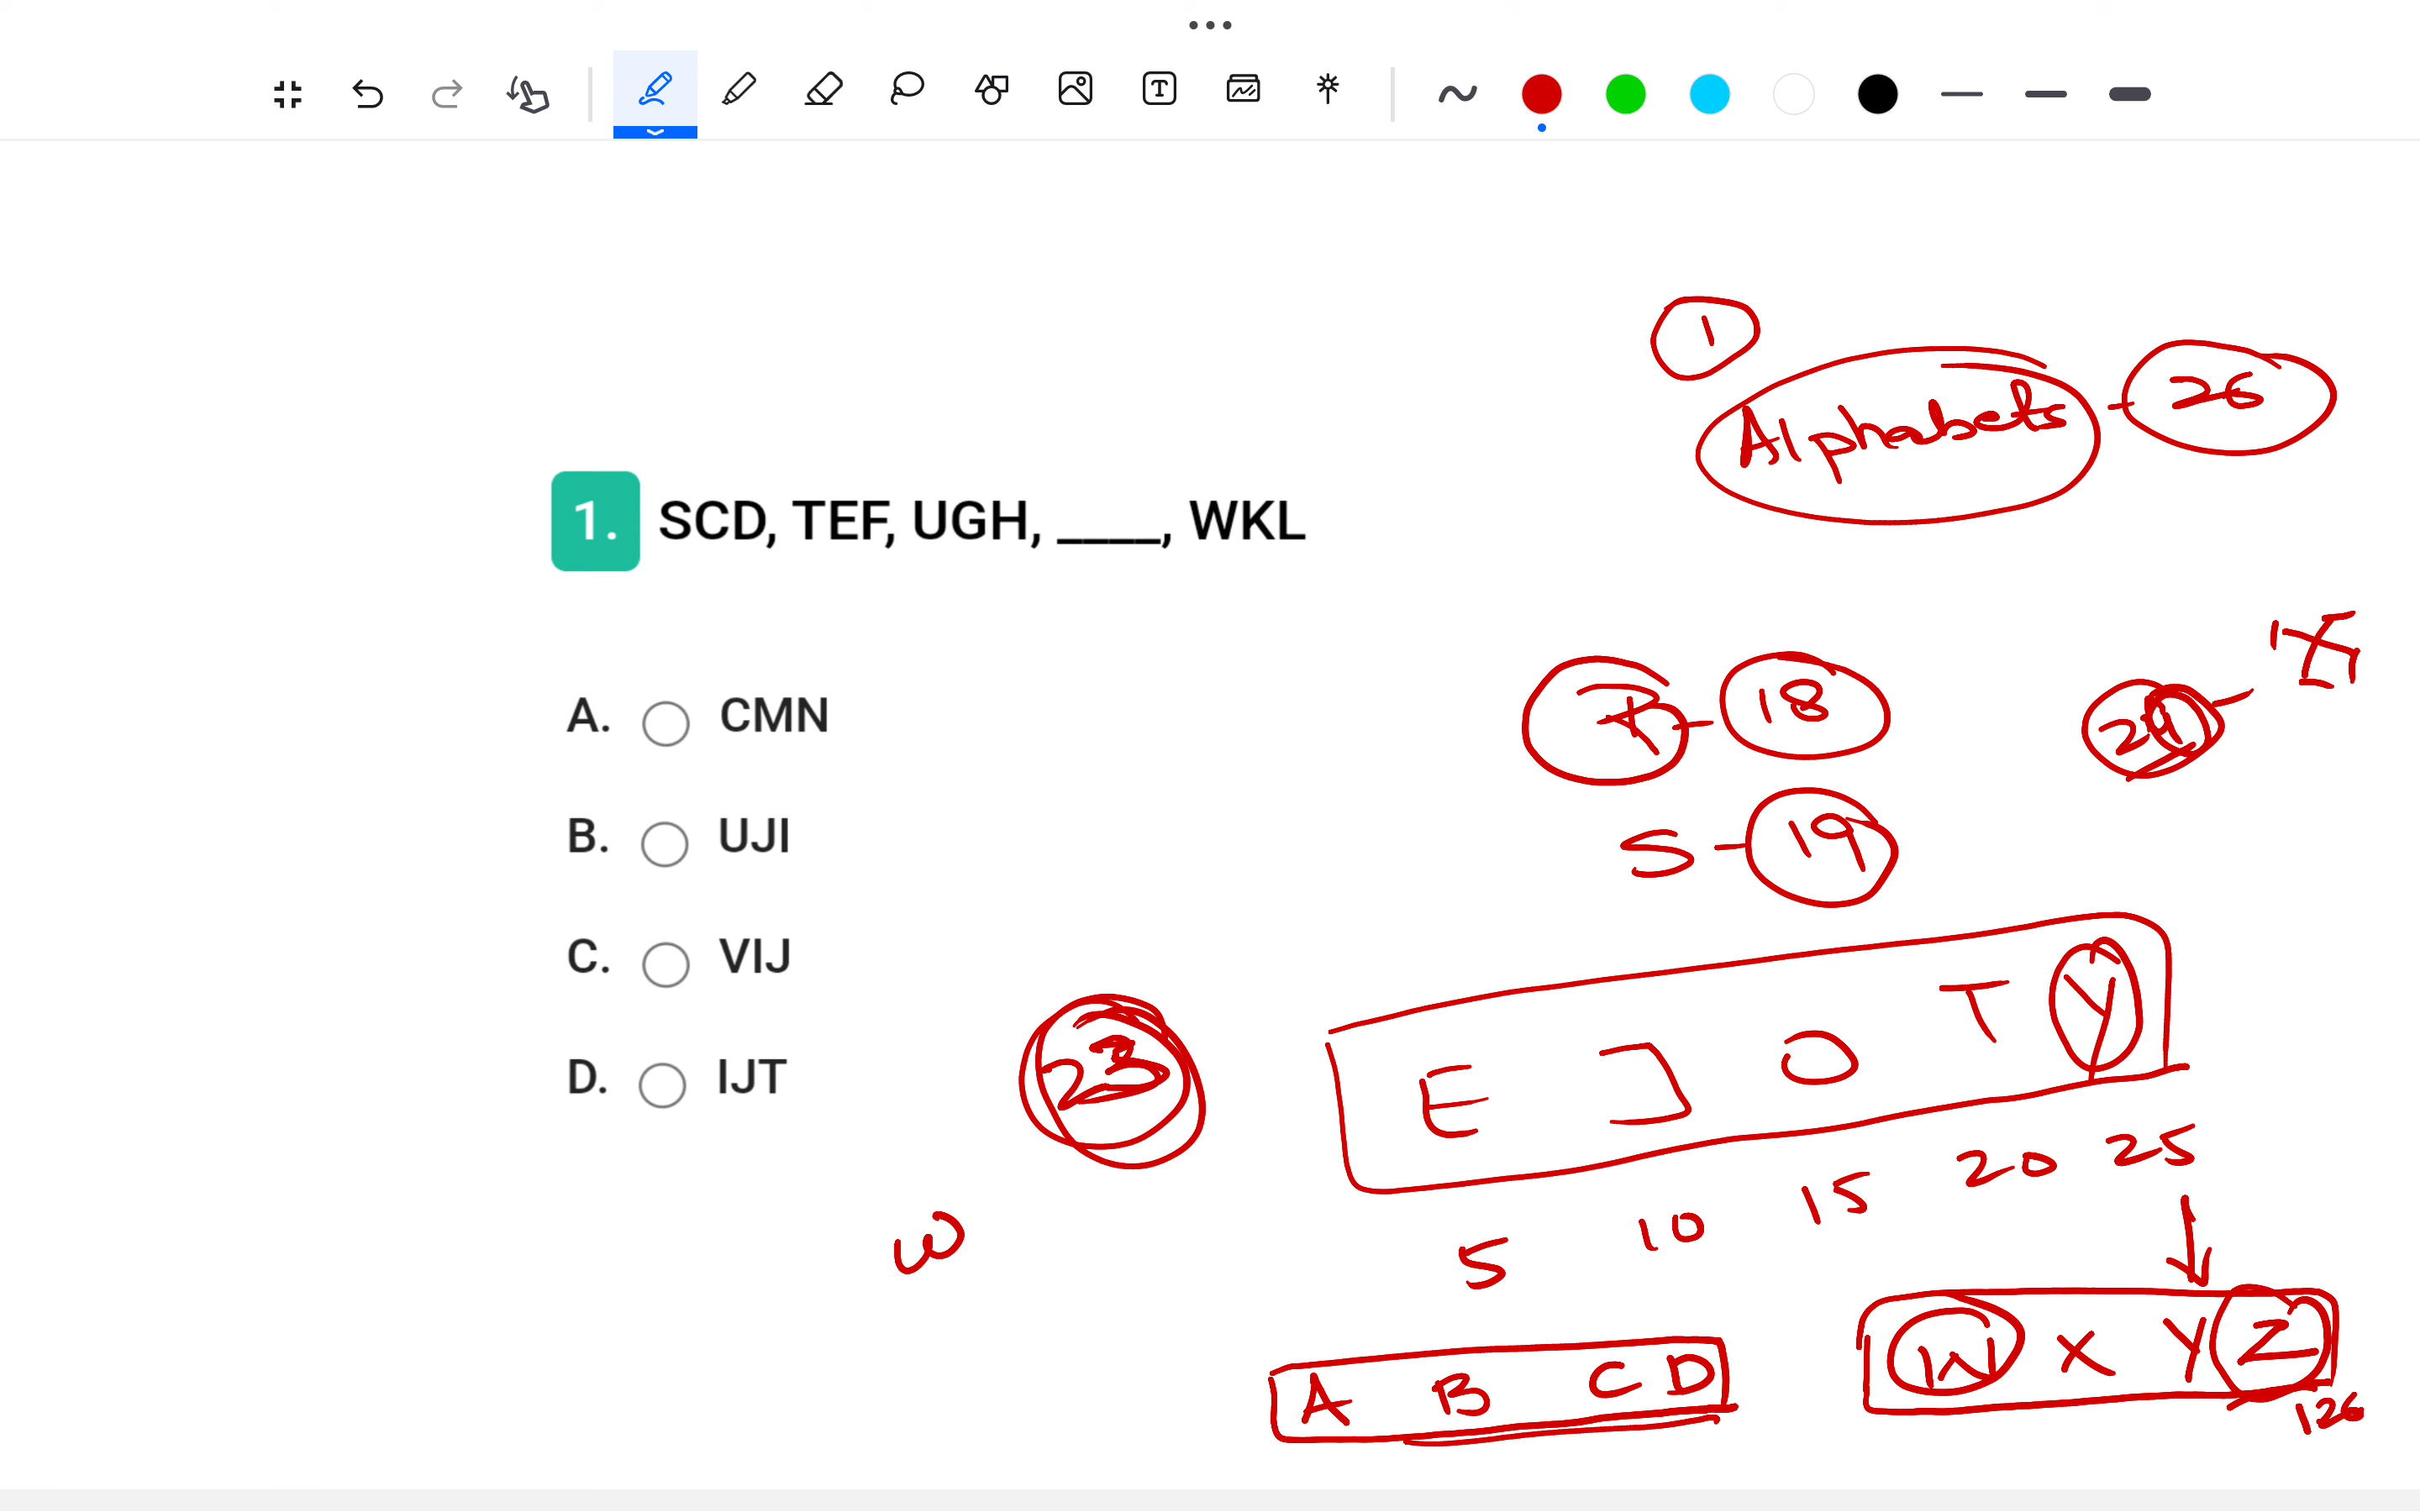 1
Alphabets - 26
1. SCD, TEF, UGH, ____, WKL
R - 18
S - 19
A. CMN
B. UJI
C. VIJ
D. IJT
E J O T Y
5 10 15 20 25
23
W
A B C D
W X Y Z
26